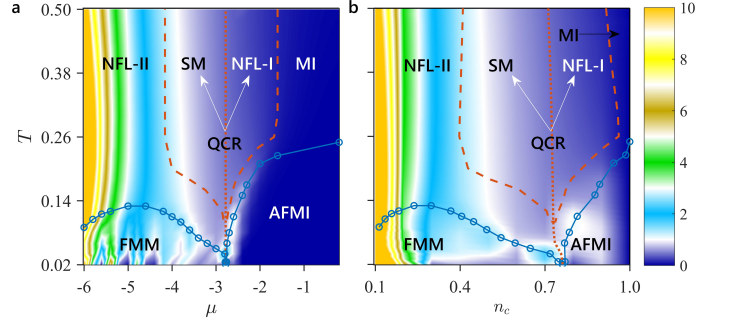 a
b
0.50
0.38
0.26
0.14
0.02
T
NFL-II
SM
NFL-I
MI
QCR
FMM
AFMI
-6
-5
-4
-3
-2
-1
μ
MI
NFL-II
SM
NFL-I
QCR
FMM
AFMI
0.1
0.4
0.7
1.0
n_c
10
8
6
4
2
0